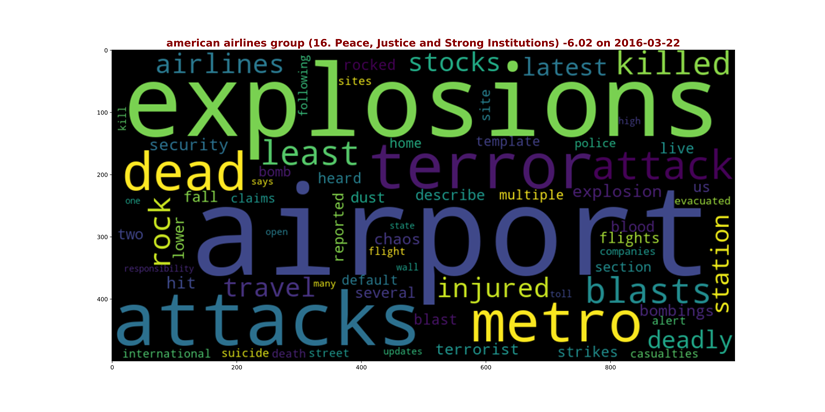 american airlines group (16. Peace, Justice and Strong Institutions) -6.02 on 2016-03-22
0
100
200
300
400
0 200 400 600 800
airlines
following
rocked
sites
stocks
latest
killed
explosions
kill
site
high
security
home
template
police
live
least
dead
bomb
says
heard
terror
attack
explosion
us
one
fall
claims
dust
describe
multiple
evacuated
rock
lower
two
airport
reported
open
state
chaos
flight
wall
blood
flights
companies
section
station
responsibility
hit
travel
many
default
several
injured
toll
blasts
attacks
blast
metro
bombings
alert
deadly
international
suicide
death
street
updates
terrorist
strikes
casualties